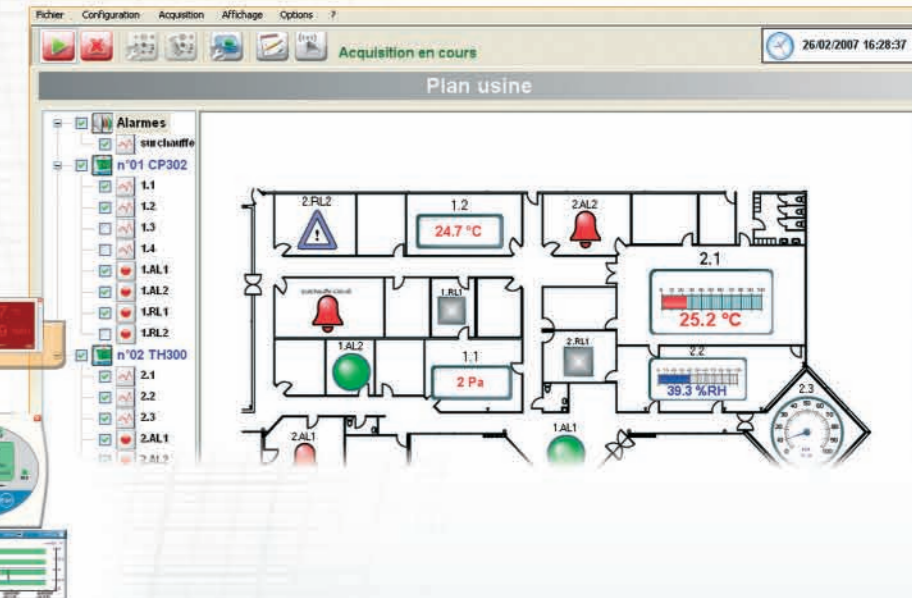 Fichier Configuration Acquisition Affichage Options ?
Acquisition en cours
26/02/2007 16:28:37
Plan usine
Alarmes
surchauffe
n°01 CP302
1.1
1.2
1.3
1.4
1.AL1
1.AL2
1.RL1
1.RL2
n°02 TH300
2.1
2.2
2.3
2.AL1
2.AL2
2.RL2
1.2
24.7 °C
2.AL2
2.1
25.2 °C
1.RL1
1.AL2
1.1
2 Pa
2.RL1
2.2
39.3 %RH
2.3
2.AL1
1.AL1